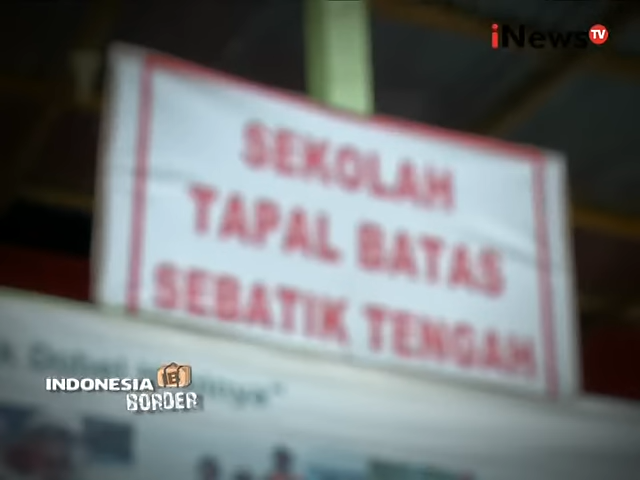 iNews TV
SEKOLAH
TAPAL BATAS
SEBATIK TENGAH
INDONESIA
BORDER